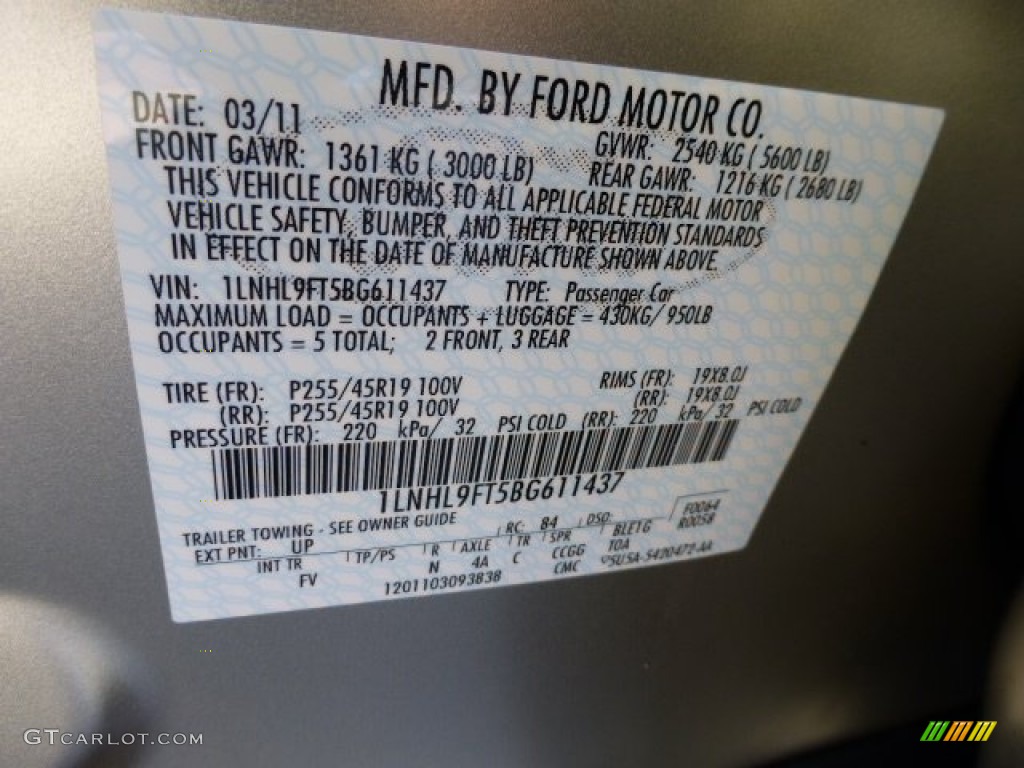 MFD. BY FORD MOTOR CO.
DATE: 03/11 GVWR: 2540 KG ( 5600 LB)
FRONT GAWR: 1361 KG ( 3000 LB) REAR GAWR: 1216 KG ( 2680 LB)
THIS VEHICLE CONFORMS TO ALL APPLICABLE FEDERAL MOTOR
VEHICLE SAFETY, BUMPER, AND THEFT PREVENTION STANDARDS
IN EFFECT ON THE DATE OF MANUFACTURE SHOWN ABOVE.
VIN: 1LNHL9FT5BG611437 TYPE: Passenger Car
MAXIMUM LOAD = OCCUPANTS + LUGGAGE = 430KG/ 950LB
OCCUPANTS = 5 TOTAL; 2 FRONT, 3 REAR
TIRE (FR): P255/45R19 100V RIMS (FR): 19X8.0J
(RR): P255/45R19 100V (RR): 19X8.0J
PRESSURE (FR): 220 kPa/ 32 PSI COLD (RR): 220 kPa/ 32 PSI COLD
1LNHL9FT5BG611437
TRAILER TOWING - SEE OWNER GUIDE F0064
EXT PNT: UP RC: 84 DSO: BLETG R0058
INT TR TP/PS R AXLE TR SPR TOA
FV N 4A C CCGG 5U5A-5420472-AA
1201103093838 CMC
GTCARLOT.COM